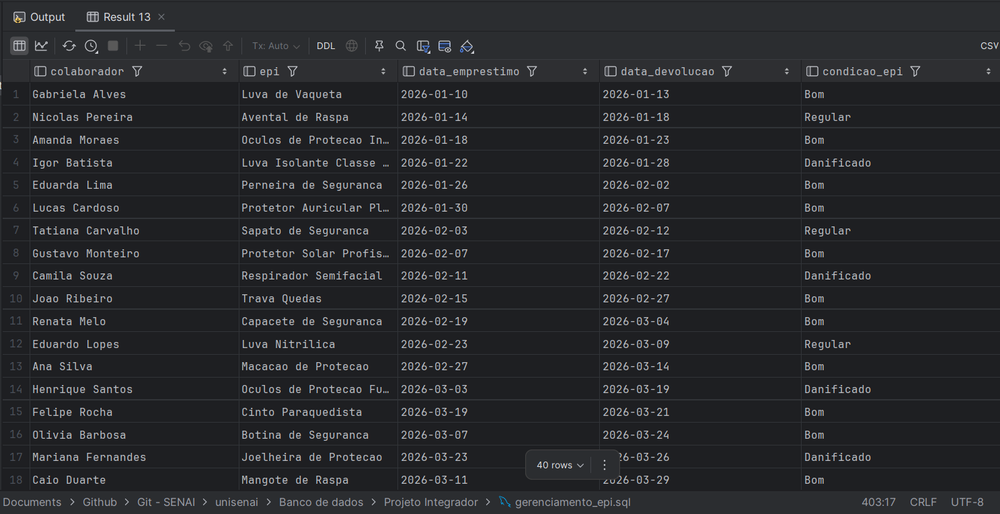 Output Result 13
Tx: Auto DDL CSV
colaborador epi data_emprestimo data_devolucao condicao_epi
1 Gabriela Alves Luva de Vaqueta 2026-01-10 2026-01-13 Bom
2 Nicolas Pereira Avental de Raspa 2026-01-14 2026-01-18 Regular
3 Amanda Moraes Oculos de Protecao In… 2026-01-18 2026-01-23 Bom
4 Igor Batista Luva Isolante Classe … 2026-01-22 2026-01-28 Danificado
5 Eduarda Lima Perneira de Seguranca 2026-01-26 2026-02-02 Bom
6 Lucas Cardoso Protetor Auricular Pl… 2026-01-30 2026-02-07 Bom
7 Tatiana Carvalho Sapato de Seguranca 2026-02-03 2026-02-12 Regular
8 Gustavo Monteiro Protetor Solar Profis… 2026-02-07 2026-02-17 Bom
9 Camila Souza Respirador Semifacial 2026-02-11 2026-02-22 Danificado
10 Joao Ribeiro Trava Quedas 2026-02-15 2026-02-27 Bom
11 Renata Melo Capacete de Seguranca 2026-02-19 2026-03-04 Bom
12 Eduardo Lopes Luva Nitrilica 2026-02-23 2026-03-09 Regular
13 Ana Silva Macacao de Protecao 2026-02-27 2026-03-14 Bom
14 Henrique Santos Oculos de Protecao Fu… 2026-03-03 2026-03-19 Danificado
15 Felipe Rocha Cinto Paraquedista 2026-03-19 2026-03-21 Bom
16 Olivia Barbosa Botina de Seguranca 2026-03-07 2026-03-24 Bom
17 Mariana Fernandes Joelheira de Protecao 2026-03-23 26-03-26 Danificado
18 Caio Duarte Mangote de Raspa 2026-03-11 2026-03-29 Bom
40 rows
Documents > Github > Git - SENAI > unisenai > Banco de dados > Projeto Integrador > gerenciamento_epi.sql 403:17 CRLF UTF-8